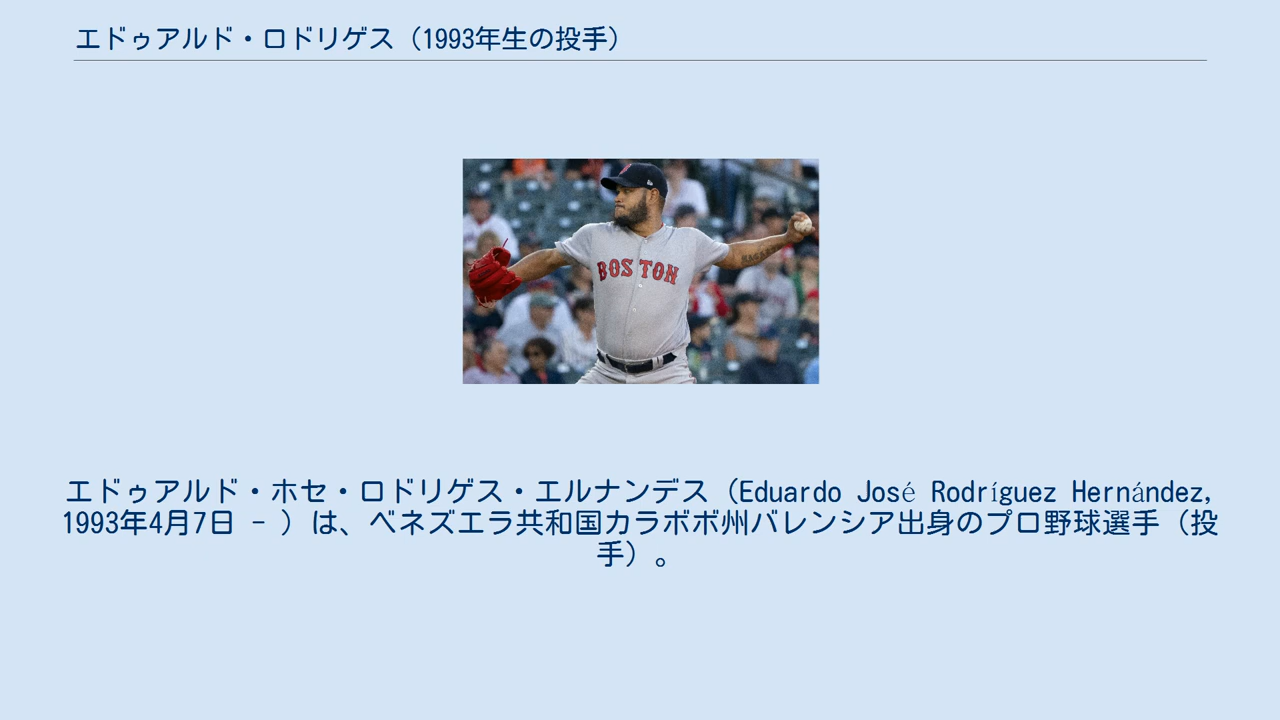 エドゥアルド・ロドリゲス（1993年生の投手）
BOSTON
エドゥアルド・ホセ・ロドリゲス・エルナンデス（Eduardo José Rodríguez Hernández,
1993年4月7日 - ）は、ベネズエラ共和国カラボボ州バレンシア出身のプロ野球選手（投
手）。